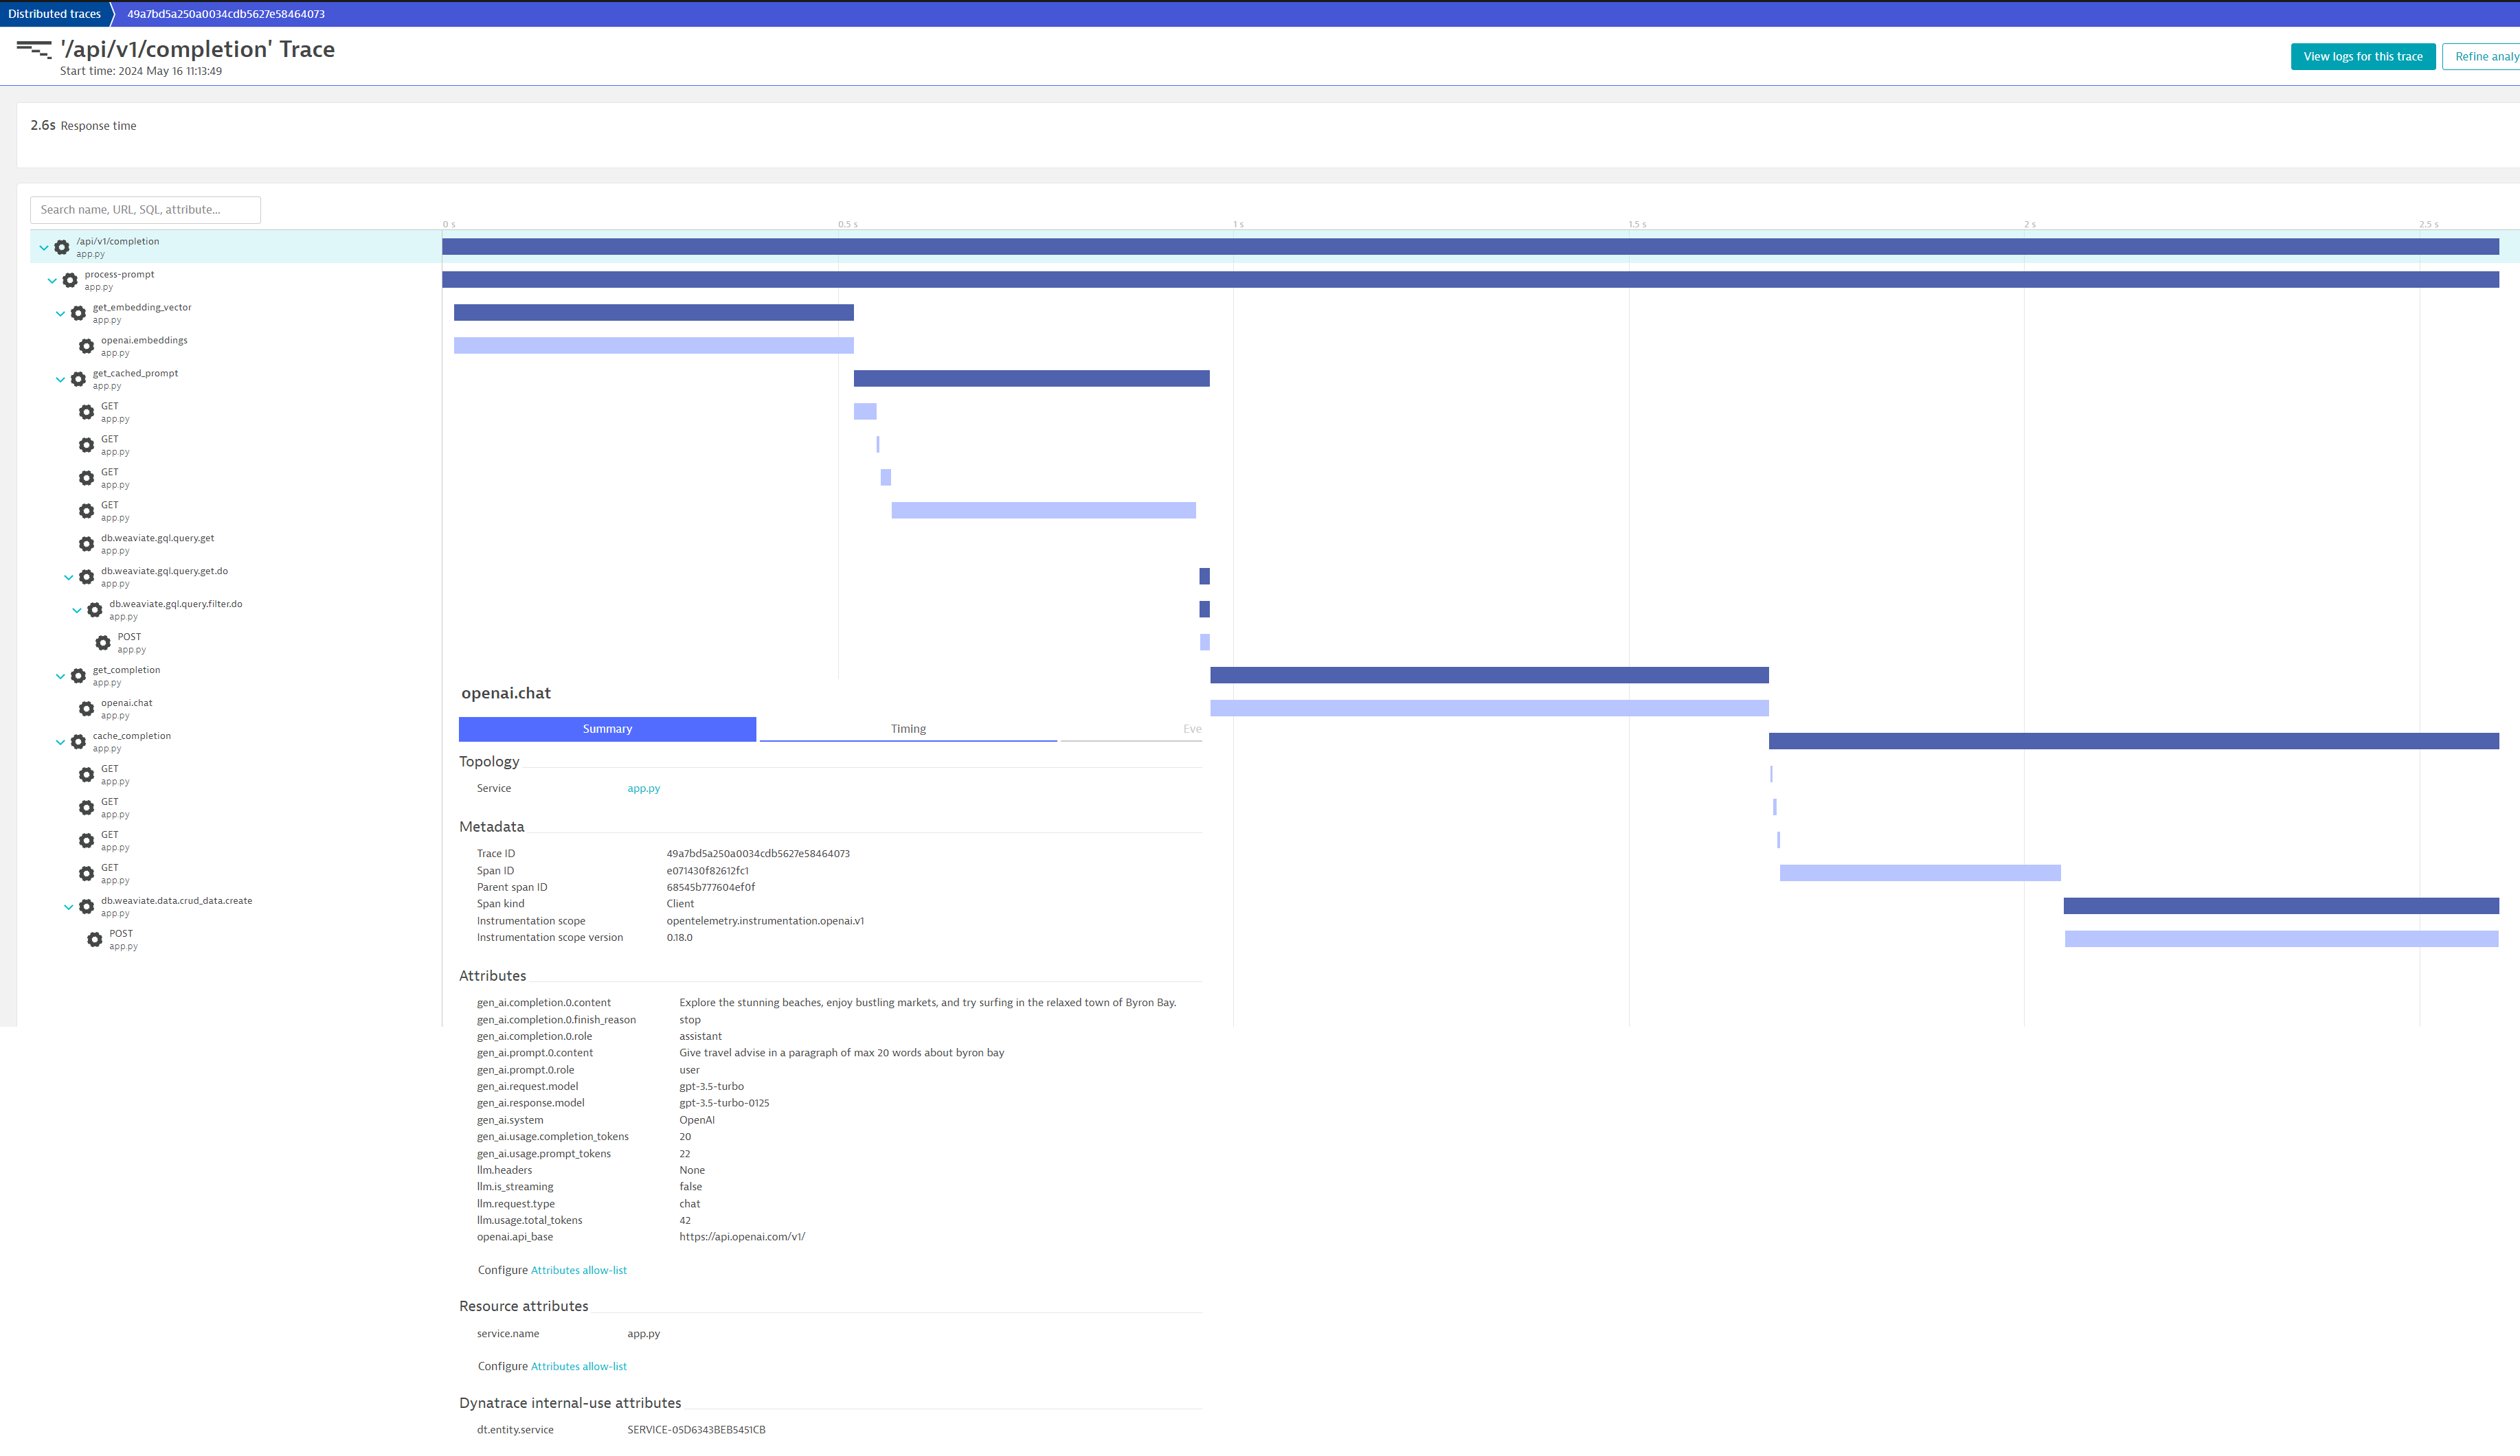 Distributed traces 49a7bd5a250a0034cdb5627e58464073
'/api/v1/completion' Trace
Start time: 2024 May 16 11:13:49
View logs for this trace
Refine analy
2.6s Response time
Search name, URL, SQL, attribute...
0 s 0.5 s 1 s 1.5 s 2 s 2.5 s
/api/v1/completion
app.py
process-prompt
app.py
get_embedding_vector
app.py
openai.embeddings
app.py
get_cached_prompt
app.py
GET
app.py
GET
app.py
GET
app.py
GET
app.py
db.weaviate.gql.query.get
app.py
db.weaviate.gql.query.get.do
app.py
db.weaviate.gql.query.filter.do
app.py
POST
app.py
get_completion
app.py
openai.chat
app.py
cache_completion
app.py
GET
app.py
GET
app.py
GET
app.py
GET
app.py
db.weaviate.data.crud_data.create
app.py
POST
app.py
openai.chat
Summary Timing Eve
Topology
Service app.py
Metadata
Trace ID 49a7bd5a250a0034cdb5627e58464073
Span ID e071430f82612fc1
Parent span ID 68545b777604ef0f
Span kind Client
Instrumentation scope opentelemetry.instrumentation.openai.v1
Instrumentation scope version 0.18.0
Attributes
gen_ai.completion.0.content Explore the stunning beaches, enjoy bustling markets, and try surfing in the relaxed town of Byron Bay.
gen_ai.completion.0.finish_reason stop
gen_ai.completion.0.role assistant
gen_ai.prompt.0.content Give travel advise in a paragraph of max 20 words about byron bay
gen_ai.prompt.0.role user
gen_ai.request.model gpt-3.5-turbo
gen_ai.response.model gpt-3.5-turbo-0125
gen_ai.system OpenAI
gen_ai.usage.completion_tokens 20
gen_ai.usage.prompt_tokens 22
llm.headers None
llm.is_streaming false
llm.request.type chat
llm.usage.total_tokens 42
openai.api_base https://api.openai.com/v1/
Configure Attributes allow-list
Resource attributes
service.name app.py
Configure Attributes allow-list
Dynatrace internal-use attributes
dt.entity.service SERVICE-05D6343BEB5451CB